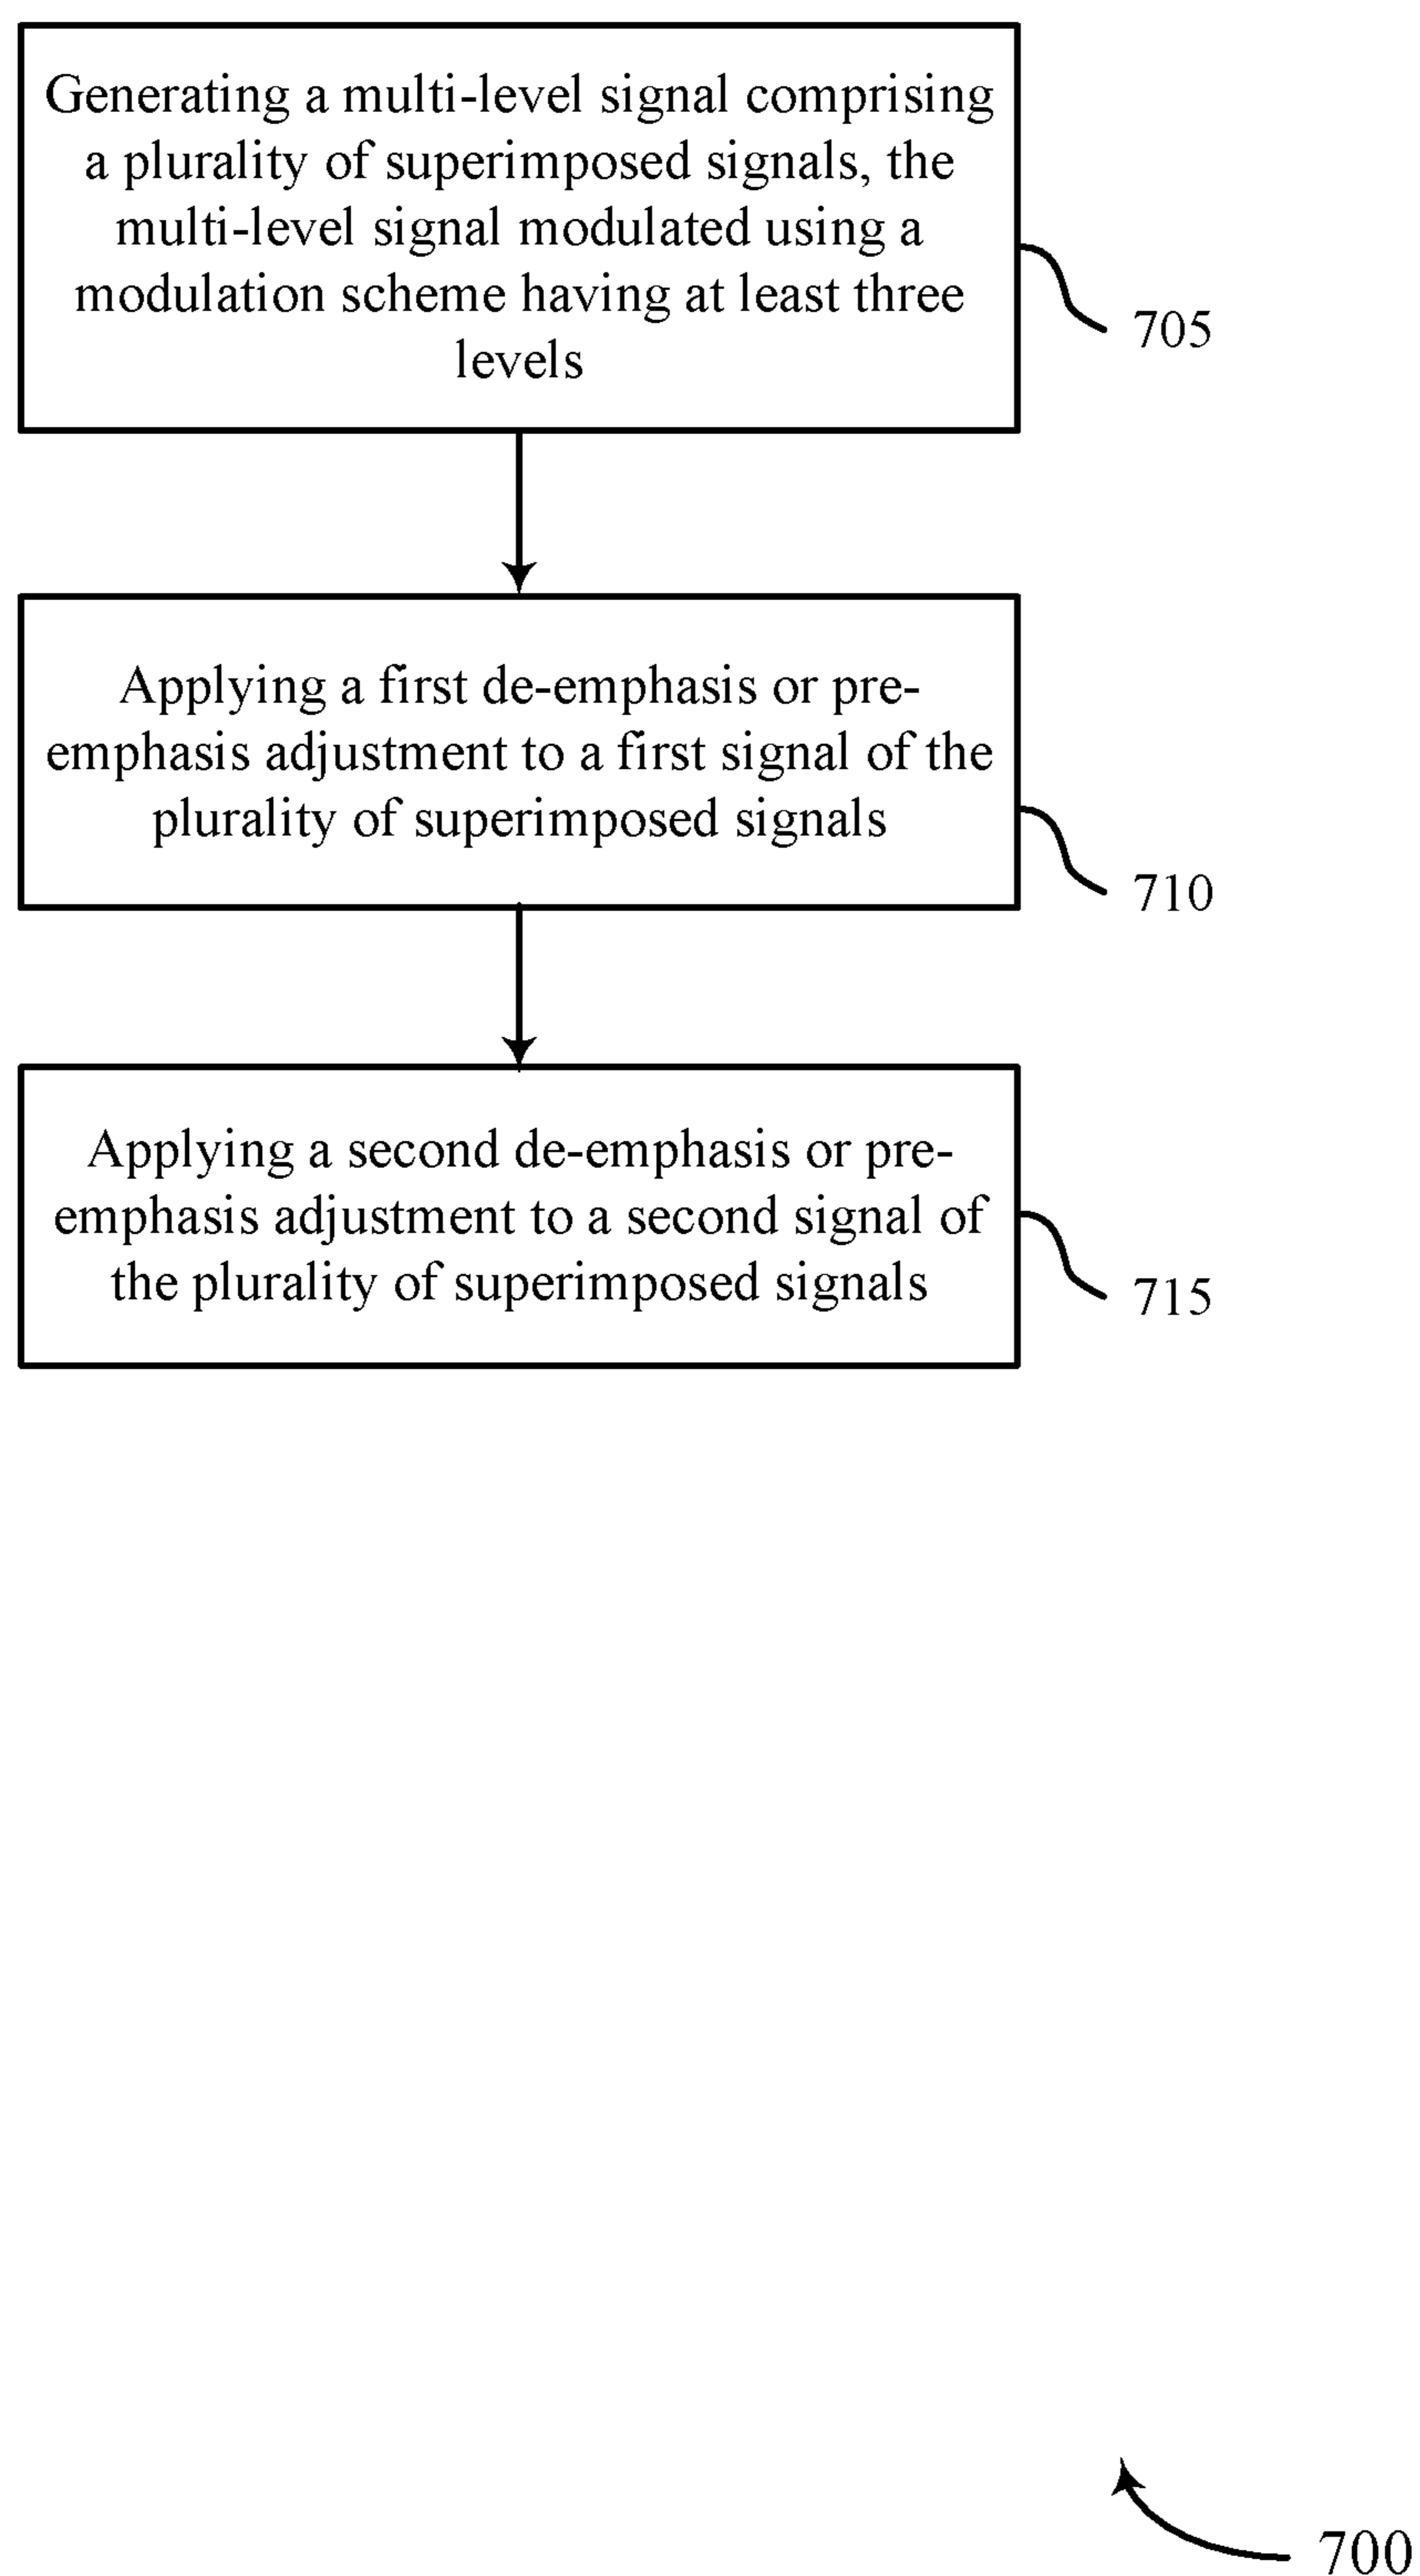 Generating a multi-level signal comprising
a plurality of superimposed signals, the
multi-level signal modulated using a
modulation scheme having at least three
levels
705
Applying a first de-emphasis or pre-
emphasis adjustment to a first signal of the
plurality of superimposed signals
710
Applying a second de-emphasis or pre-
emphasis adjustment to a second signal of
the plurality of superimposed signals
715
700